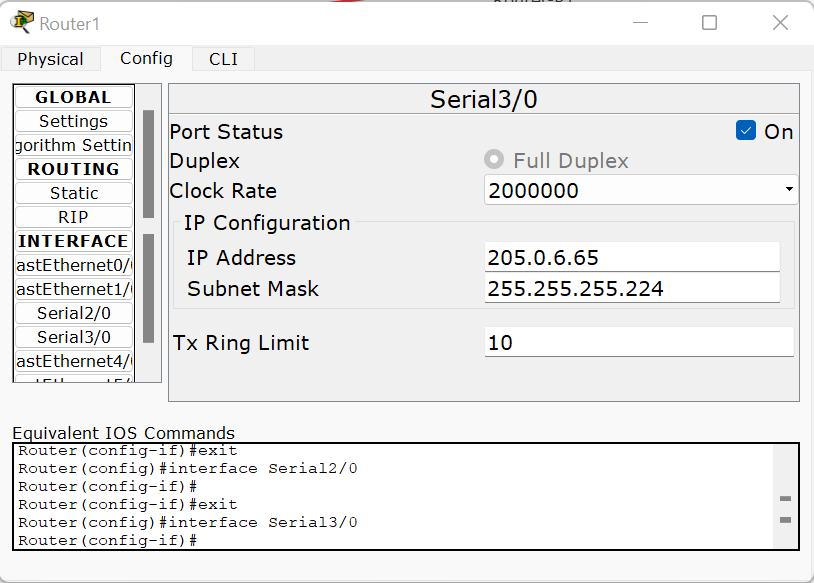 Router1
Physical Config CLI
GLOBAL
Settings
gorithm Settin
ROUTING
Static
RIP
INTERFACE
astEthernet0/
astEthernet1/
Serial2/0
Serial3/0
astEthernet4/
Serial3/0
Port Status On
Duplex Full Duplex
Clock Rate 2000000
IP Configuration
IP Address 205.0.6.65
Subnet Mask 255.255.255.224
Tx Ring Limit 10
Equivalent IOS Commands
Router(config-if)#exit
Router(config)#interface Serial2/0
Router(config-if)#
Router(config-if)#exit
Router(config)#interface Serial3/0
Router(config-if)#